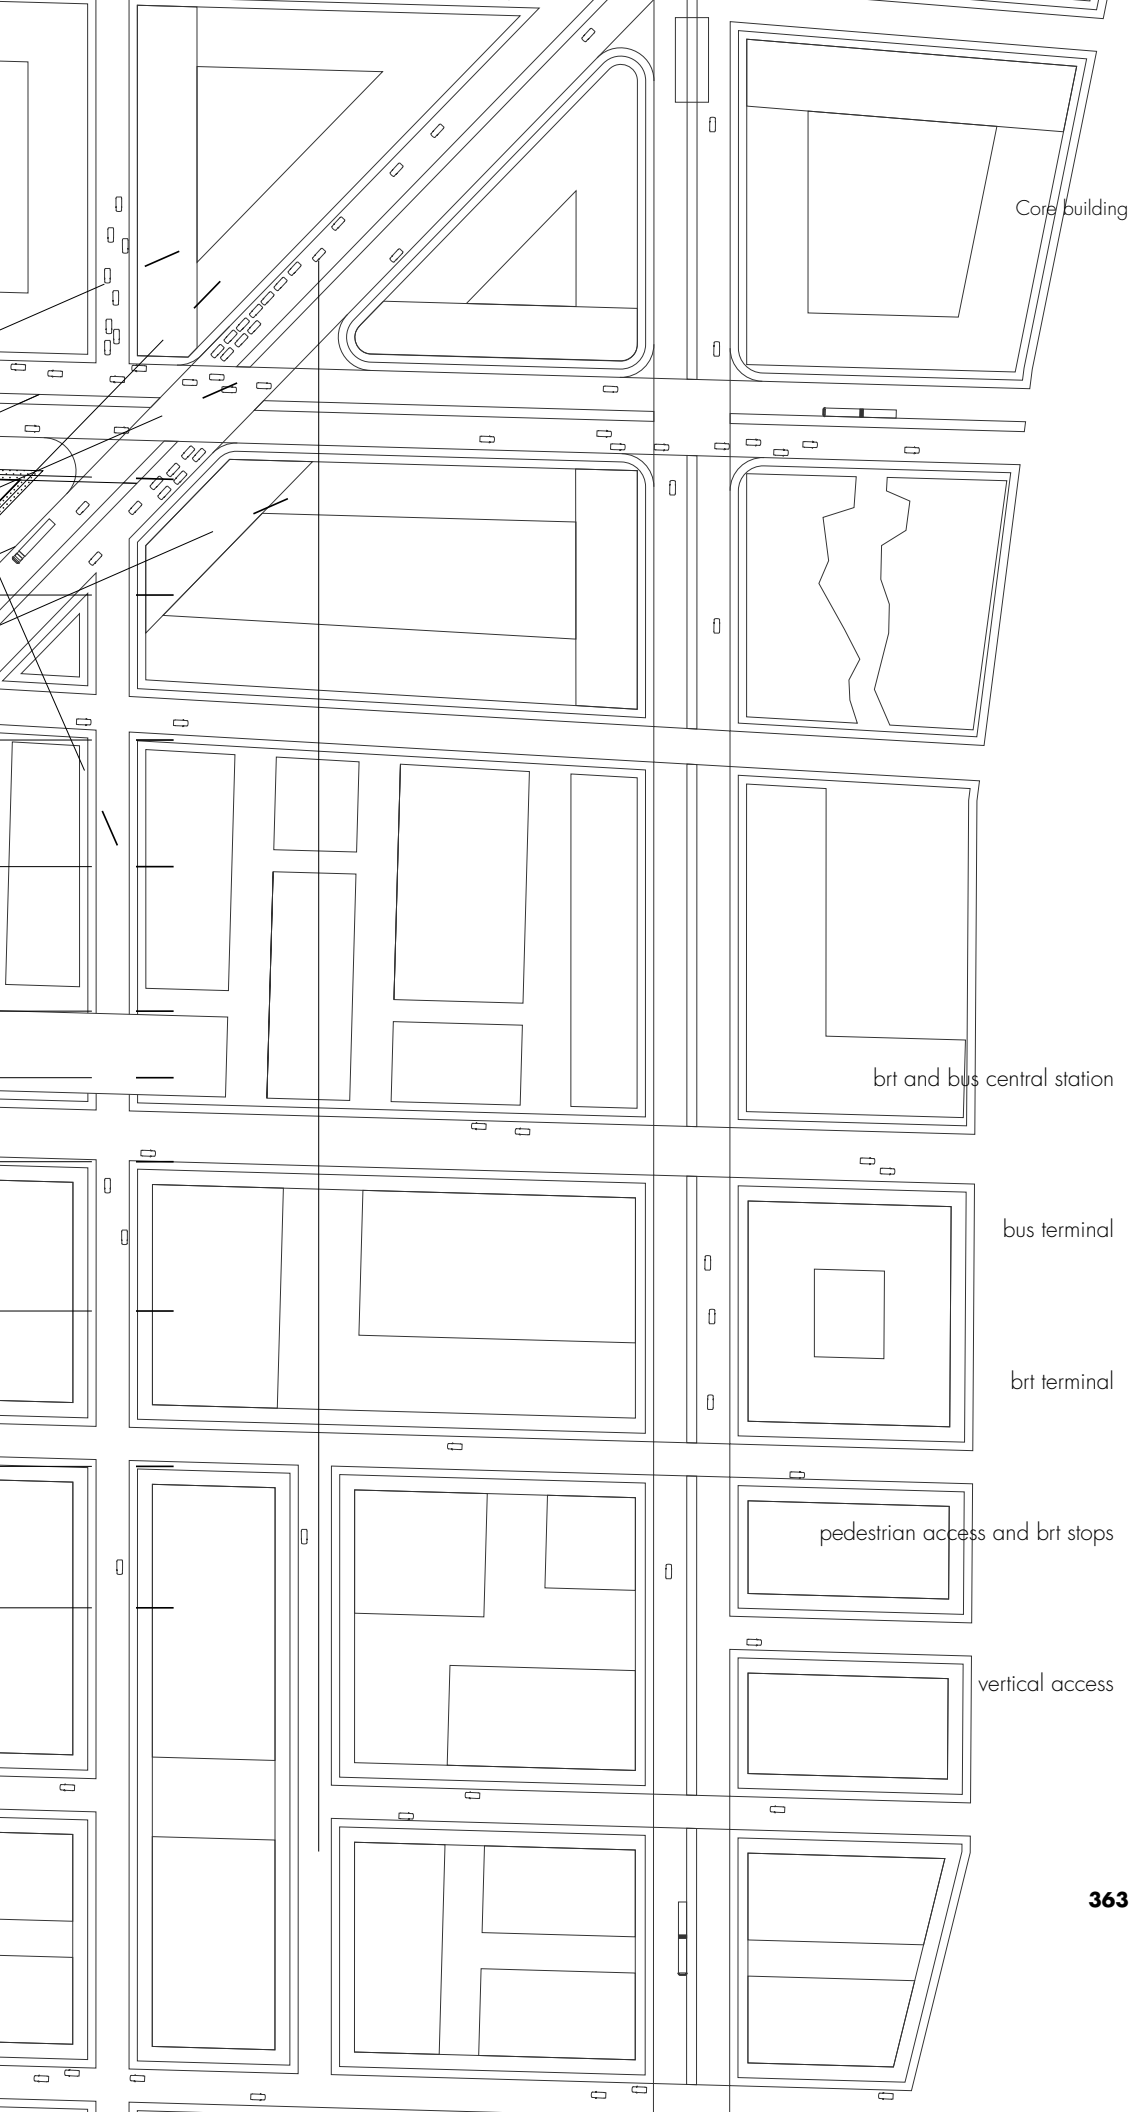 Core building
brt and bus central station
bus terminal
brt terminal
pedestrian access and brt stops
vertical access
363